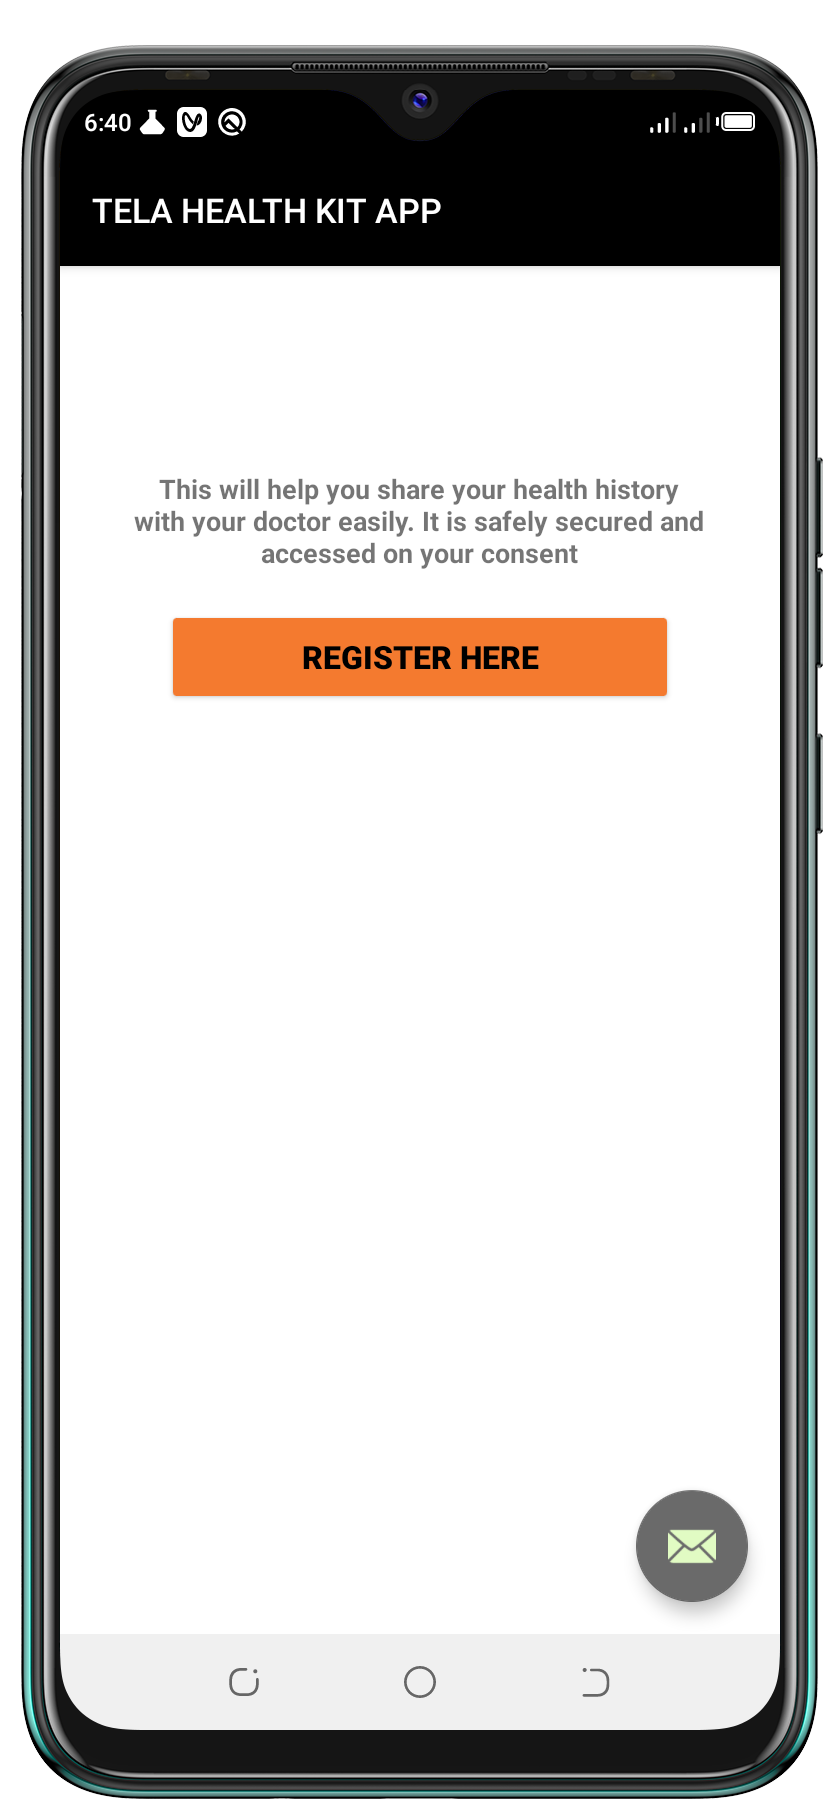 6:40
TELA HEALTH KIT APP
This will help you share your health history
with your doctor easily. It is safely secured and
accessed on your consent
REGISTER HERE